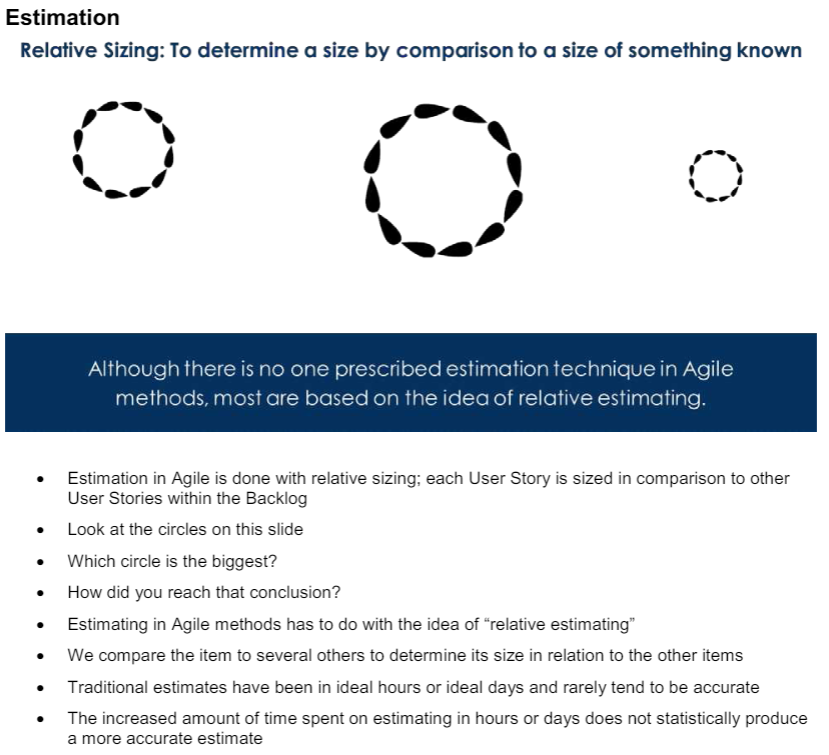 Estimation
Relative Sizing: To determine a size by comparison to a size of something known
Although there is no one prescribed estimation technique in Agile
methods, most are based on the idea of relative estimating.
• Estimation in Agile is done with relative sizing; each User Story is sized in comparison to other
User Stories within the Backlog
• Look at the circles on this slide
• Which circle is the biggest?
• How did you reach that conclusion?
• Estimating in Agile methods has to do with the idea of “relative estimating”
• We compare the item to several others to determine its size in relation to the other items
• Traditional estimates have been in ideal hours or ideal days and rarely tend to be accurate
• The increased amount of time spent on estimating in hours or days does not statistically produce
a more accurate estimate